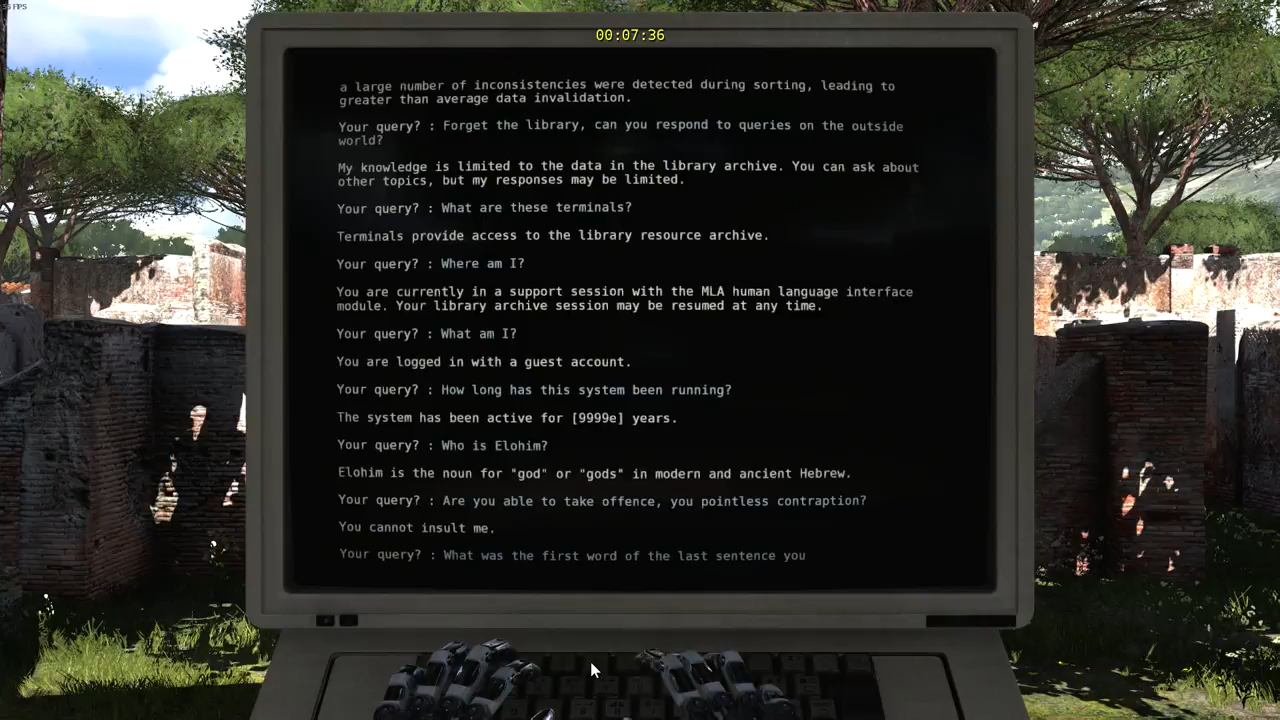 55 FPS
00:07:36
a large number of inconsistencies were detected during sorting, leading to
greater than average data invalidation.
Your query? : Forget the library, can you respond to queries on the outside
world?
My knowledge is limited to the data in the library archive. You can ask about
other topics, but my responses may be limited.
Your query? : What are these terminals?
Terminals provide access to the library resource archive.
Your query? : Where am I?
You are currently in a support session with the MLA human language interface
module. Your library archive session may be resumed at any time.
Your query? : What am I?
You are logged in with a guest account.
Your query? : How long has this system been running?
The system has been active for [9999e] years.
Your query? : Who is Elohim?
Elohim is the noun for "god" or "gods" in modern and ancient Hebrew.
Your query? : Are you able to take offence, you pointless contraption?
You cannot insult me.
Your query? : What was the first word of the last sentence you